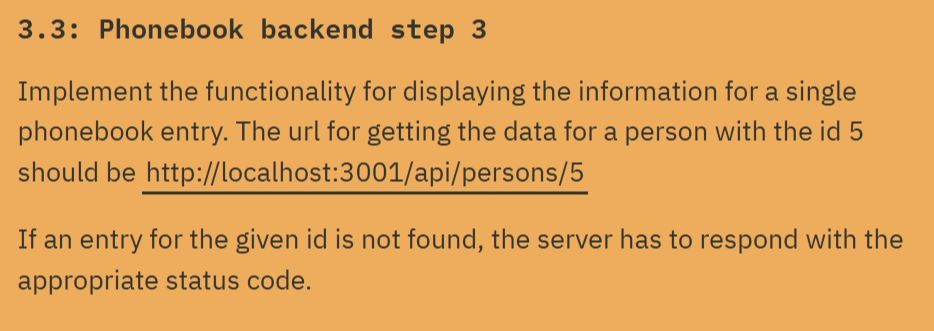 3.3: Phonebook backend step 3
Implement the functionality for displaying the information for a single
phonebook entry. The url for getting the data for a person with the id 5
should be http://localhost:3001/api/persons/5
If an entry for the given id is not found, the server has to respond with the
appropriate status code.